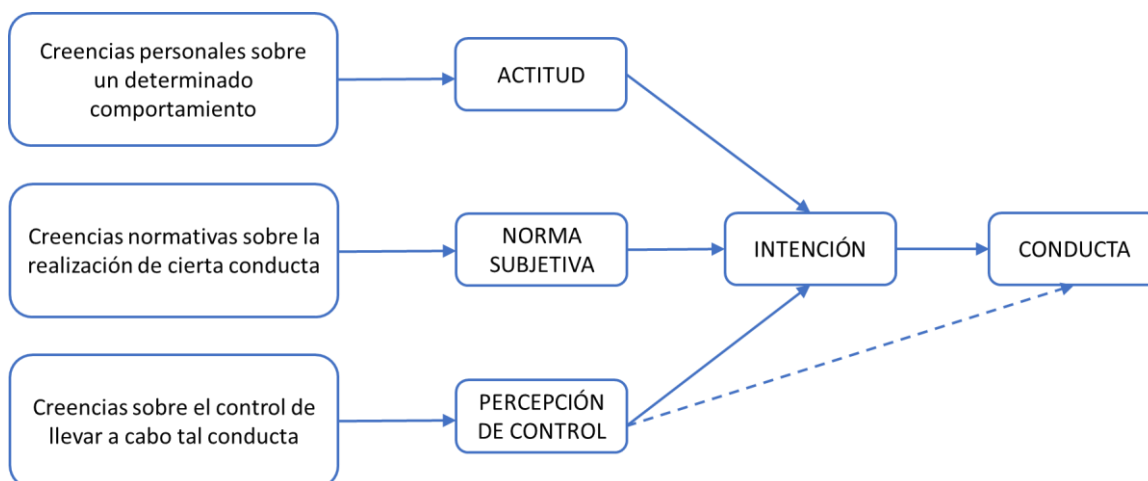 Creencias personales sobre
un determinado
comportamiento
ACTITUD
Creencias normativas sobre la
realización de cierta conducta
NORMA
SUBJETIVA
INTENCIÓN
CONDUCTA
Creencias sobre el control de
llevar a cabo tal conducta
PERCEPCIÓN
DE CONTROL